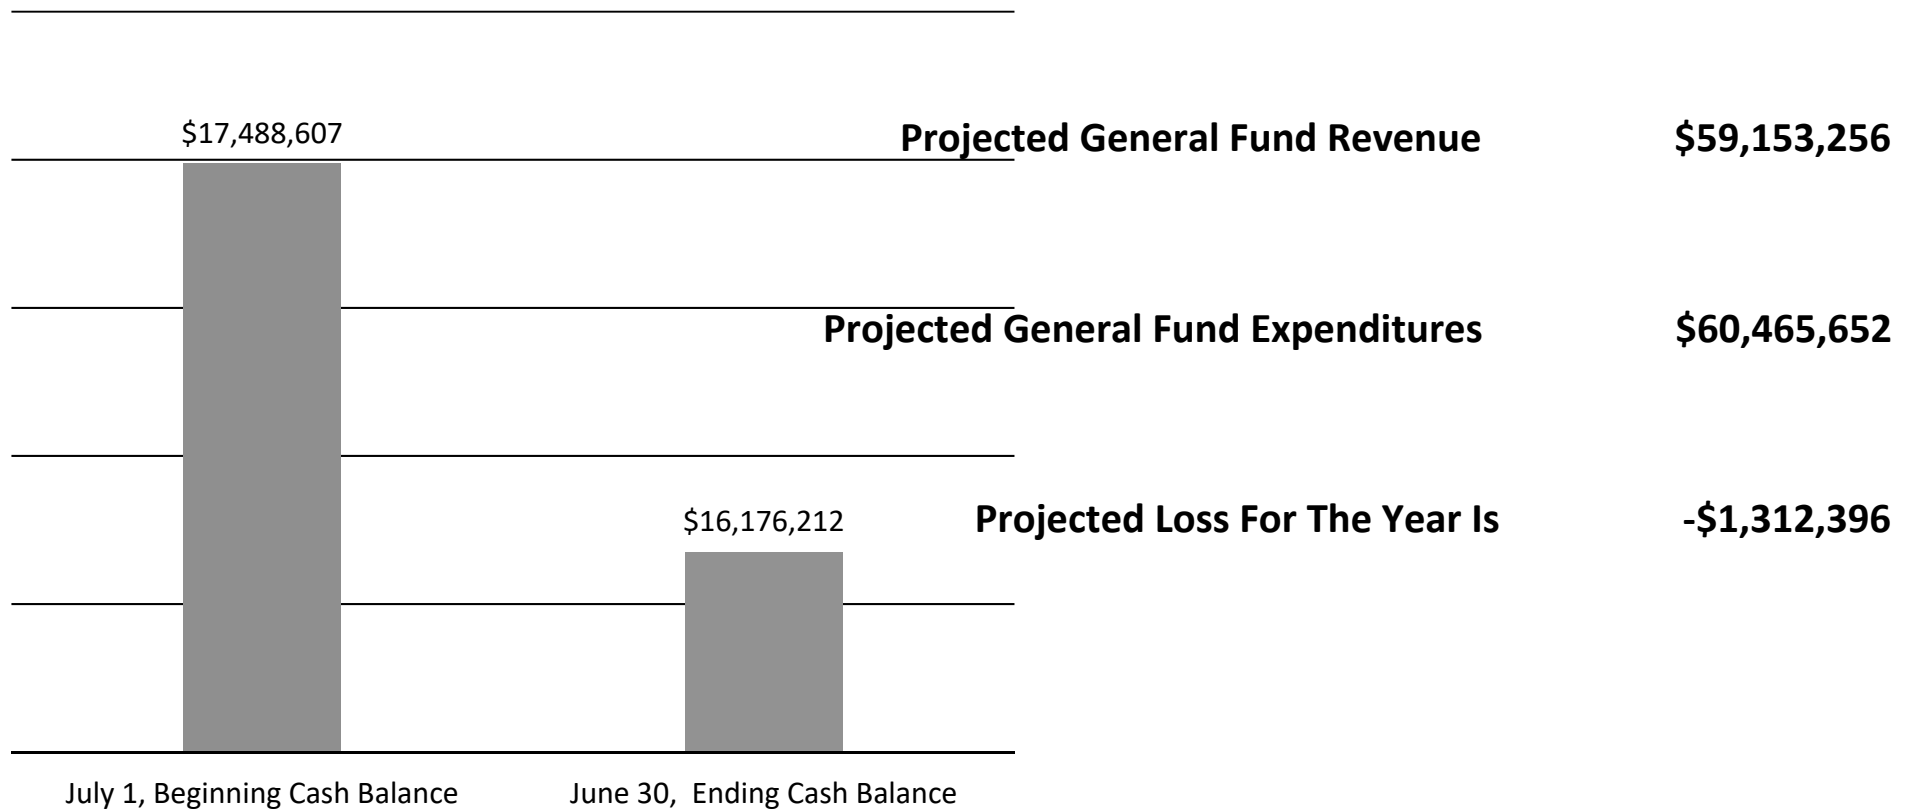 $17,488,607
$16,176,212
July 1, Beginning Cash Balance
June 30, Ending Cash Balance
Projected General Fund Revenue $59,153,256
Projected General Fund Expenditures $60,465,652
Projected Loss For The Year Is -$1,312,396